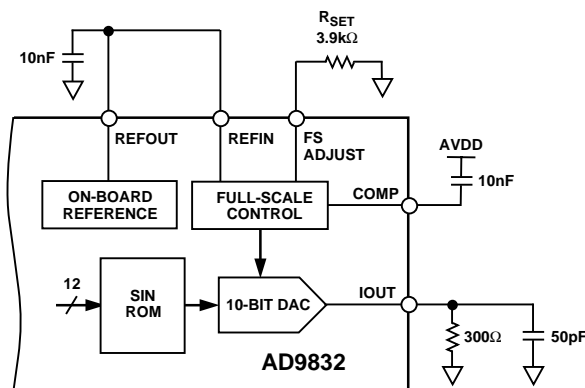 RSET
3.9kΩ
10nF
REFOUT
REFIN
FS
ADJUST
AVDD
ON-BOARD
REFERENCE
FULL-SCALE
CONTROL
COMP
10nF
12
SIN
ROM
10-BIT DAC
IOUT
300Ω
50pF
AD9832